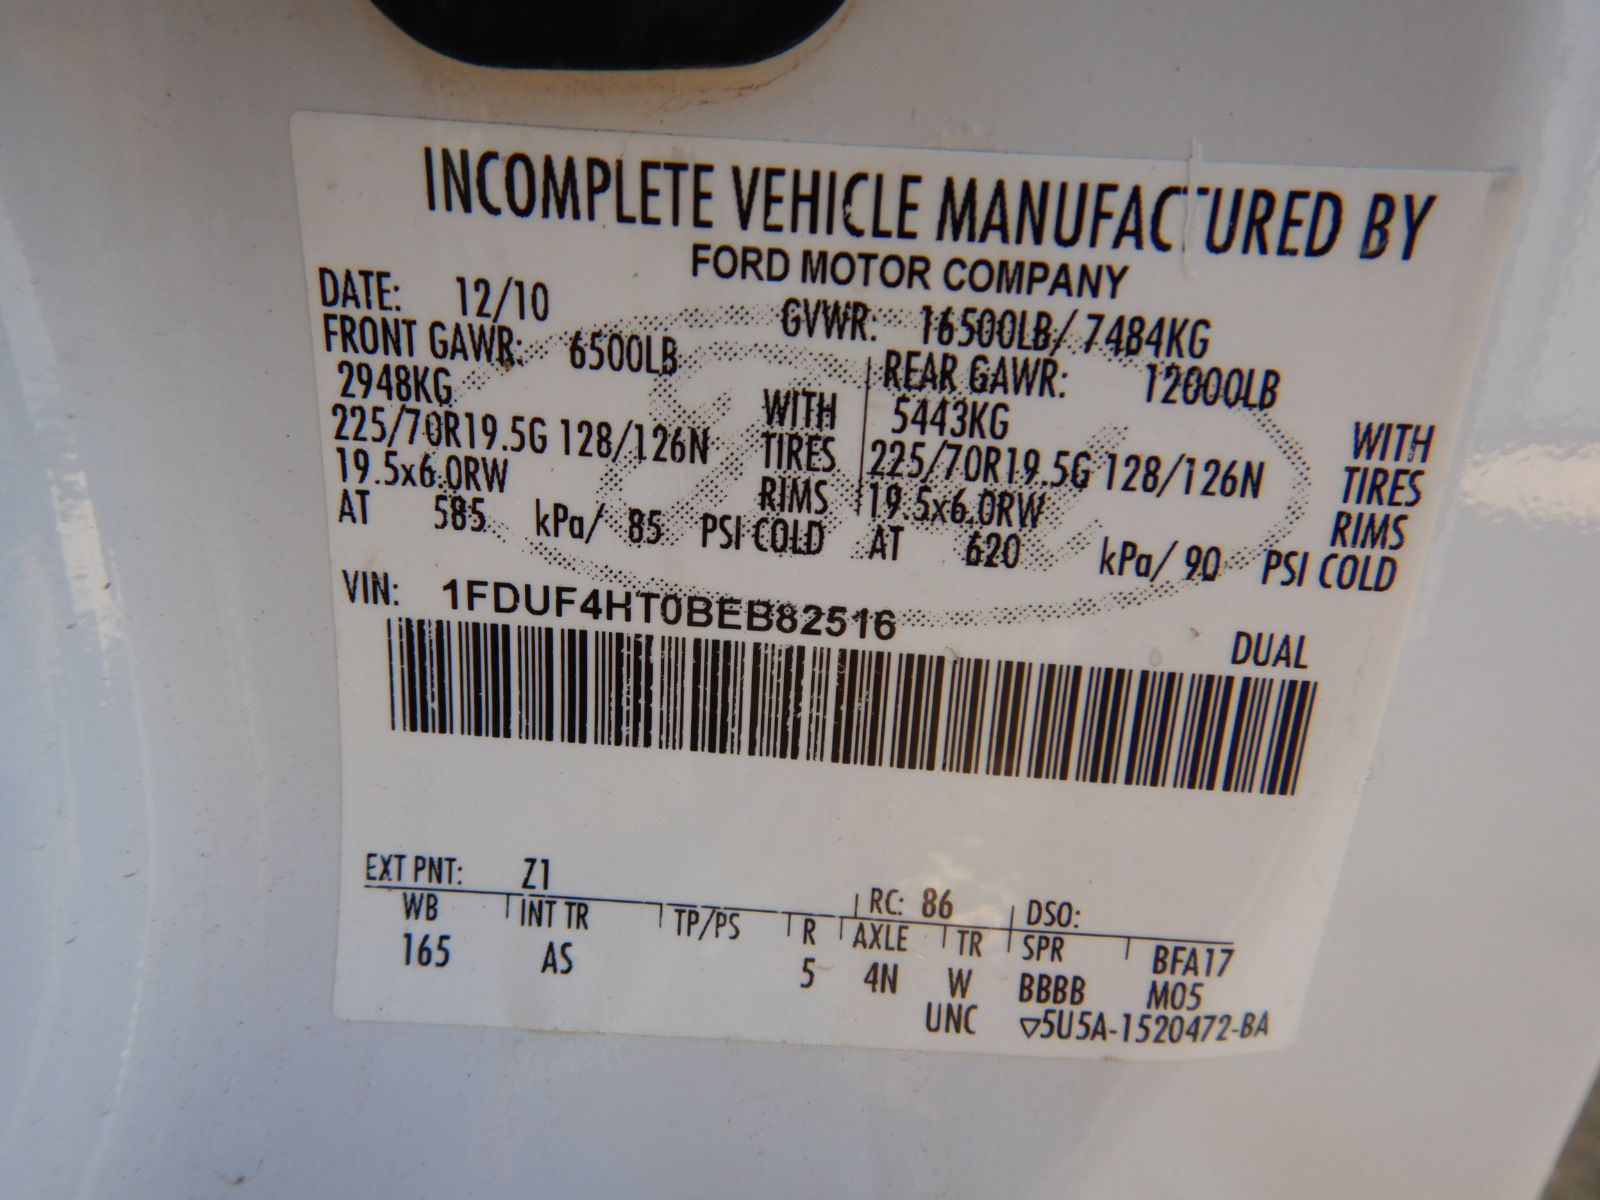 INCOMPLETE VEHICLE MANUFACTURED BY
FORD MOTOR COMPANY
DATE: 12/10 GVWR: 16500LB/ 7484KG
FRONT GAWR: 6500LB REAR GAWR: 12000LB
2948KG WITH 5443KG WITH
225/70R19.5G 128/126N TIRES 225/70R19.5G 128/126N TIRES
19.5x6.0RW RIMS 19.5x6.0RW RIMS
AT 585 kPa/ 85 PSI COLD AT 620 kPa/ 90 PSI COLD
VIN: 1FDUF4HT0BEB82516
DUAL
EXT PNT: Z1 RC: 86 DSO:
WB INT TR TP/PS R AXLE TR SPR BFA17
165 AS 5 4N W BBBB M05
UNC ▽5U5A-1520472-BA